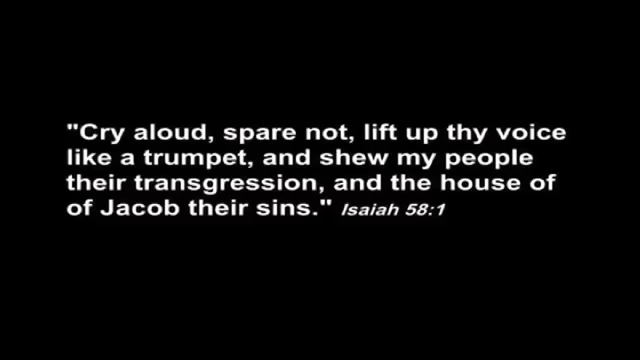 "Cry aloud, spare not, lift up thy voice
like a trumpet, and shew my people
their transgression, and the house of
of Jacob their sins." Isaiah 58:1